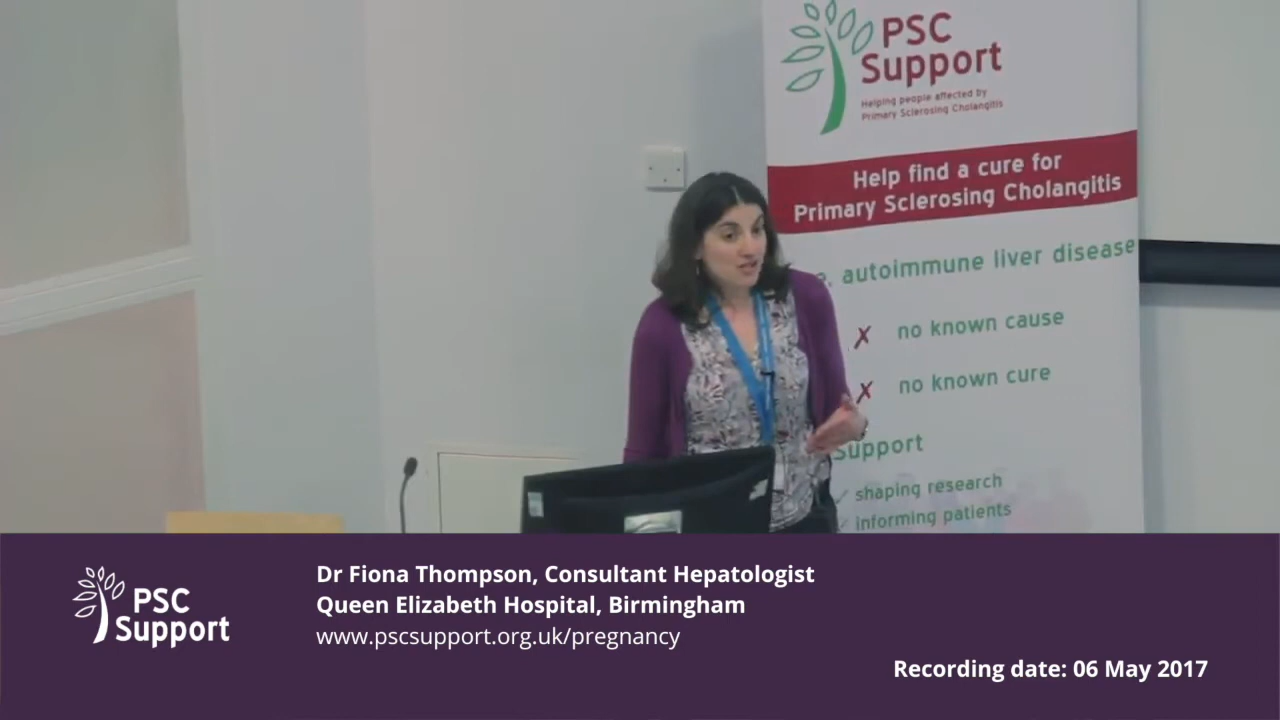 PSC
Support
Helping people affected by
Primary Sclerosing Cholangitis
Help find a cure for
Primary Sclerosing Cholangitis
autoimmune liver disease
✗ no known cause
✗ no known cure
Support
✓ shaping research
✓ informing patients
PSC
Support
Dr Fiona Thompson, Consultant Hepatologist
Queen Elizabeth Hospital, Birmingham
www.pscsupport.org.uk/pregnancy
Recording date: 06 May 2017